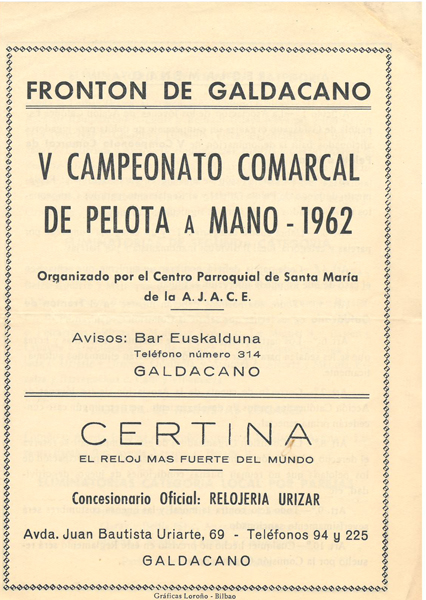 FRONTON DE GALDACANO
V CAMPEONATO COMARCAL
DE PELOTA A MANO - 1962
Organizado por el Centro Parroquial de Santa María
de la A. J. A. C. E.
Avisos: Bar Euskalduna
Teléfono número 314
GALDACANO
CERTINA
EL RELOJ MAS FUERTE DEL MUNDO
Concesionario Oficial: RELOJERIA URIZAR
Avda. Juan Bautista Uriarte, 69 - Teléfonos 94 y 225
GALDACANO
Gráficas Loroño - Bilbao